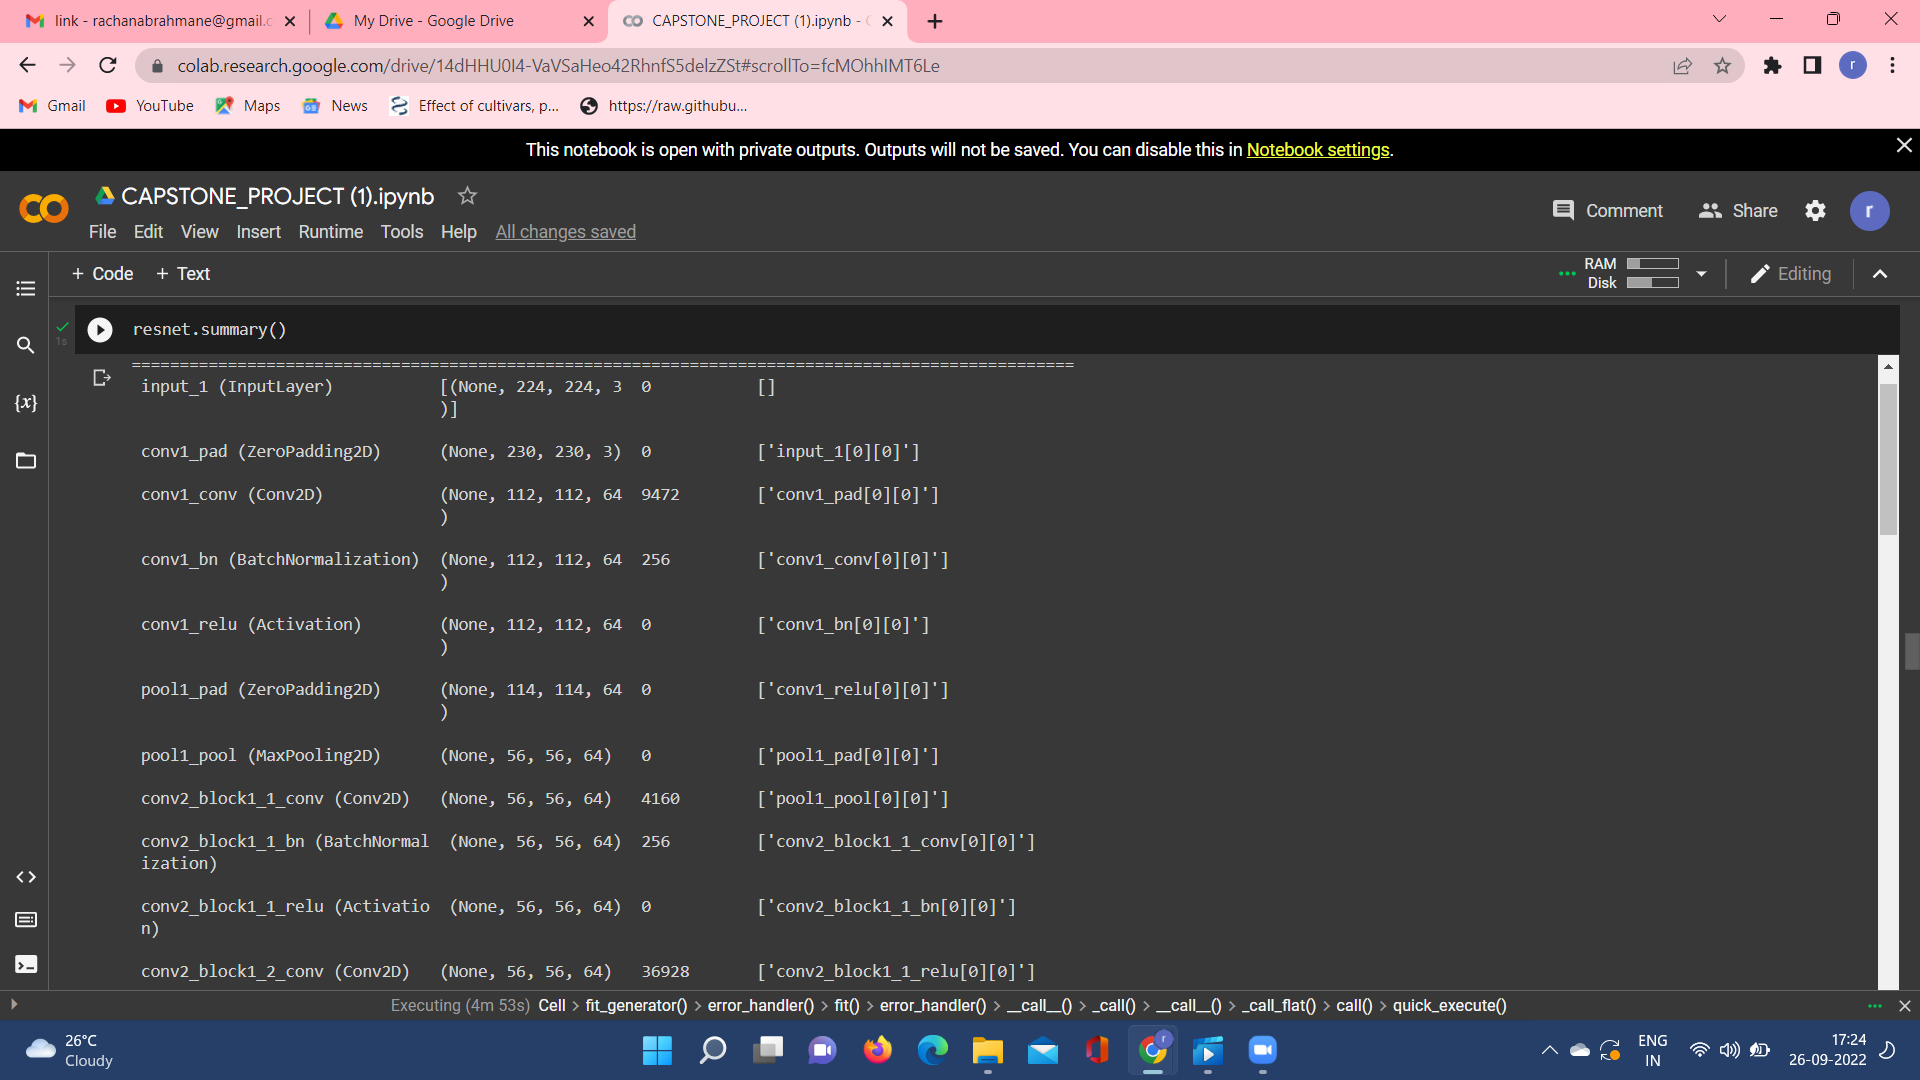 link - rachanabrahmane@gmail.c
My Drive - Google Drive
CAPSTONE_PROJECT (1).ipynb -
colab.research.google.com/drive/14dHHU0I4-VaVSaHeo42RhnfS5delzZSt#scrollTo=fcMOhhIMT6Le
r
Gmail
YouTube
Maps
News
Effect of cultivars, p...
https://raw.githubu...
This notebook is open with private outputs. Outputs will not be saved. You can disable this in Notebook settings.
CAPSTONE_PROJECT (1).ipynb
Comment
Share
r
File Edit View Insert Runtime Tools Help All changes saved
+ Code + Text
RAM
Disk
Editing
1s
resnet.summary()
==================================================================================================
input_1 (InputLayer) [(None, 224, 224, 3 0 []
)]
conv1_pad (ZeroPadding2D) (None, 230, 230, 3) 0 ['input_1[0][0]']
conv1_conv (Conv2D) (None, 112, 112, 64 9472 ['conv1_pad[0][0]']
)
conv1_bn (BatchNormalization) (None, 112, 112, 64 256 ['conv1_conv[0][0]']
)
conv1_relu (Activation) (None, 112, 112, 64 0 ['conv1_bn[0][0]']
)
pool1_pad (ZeroPadding2D) (None, 114, 114, 64 0 ['conv1_relu[0][0]']
)
pool1_pool (MaxPooling2D) (None, 56, 56, 64) 0 ['pool1_pad[0][0]']
conv2_block1_1_conv (Conv2D) (None, 56, 56, 64) 4160 ['pool1_pool[0][0]']
conv2_block1_1_bn (BatchNormal (None, 56, 56, 64) 256 ['conv2_block1_1_conv[0][0]']
ization)
conv2_block1_1_relu (Activatio (None, 56, 56, 64) 0 ['conv2_block1_1_bn[0][0]']
n)
conv2_block1_2_conv (Conv2D) (None, 56, 56, 64) 36928 ['conv2_block1_1_relu[0][0]']
{x}
Executing (4m 53s) Cell > fit_generator() > error_handler() > fit() > error_handler() > __call__() > _call() > __call__() > _call_flat() > call() > quick_execute()
26°C
Cloudy
r
ENG
IN
17:24
26-09-2022